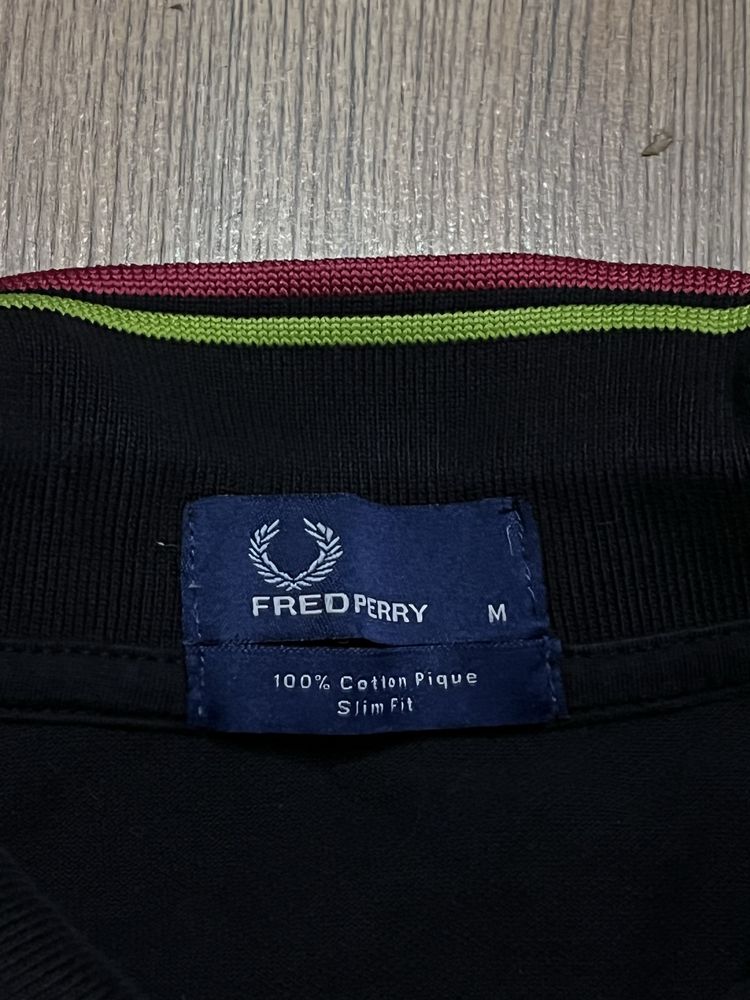 FRED PERRY M
100% Cotton Pique
Slim Fit